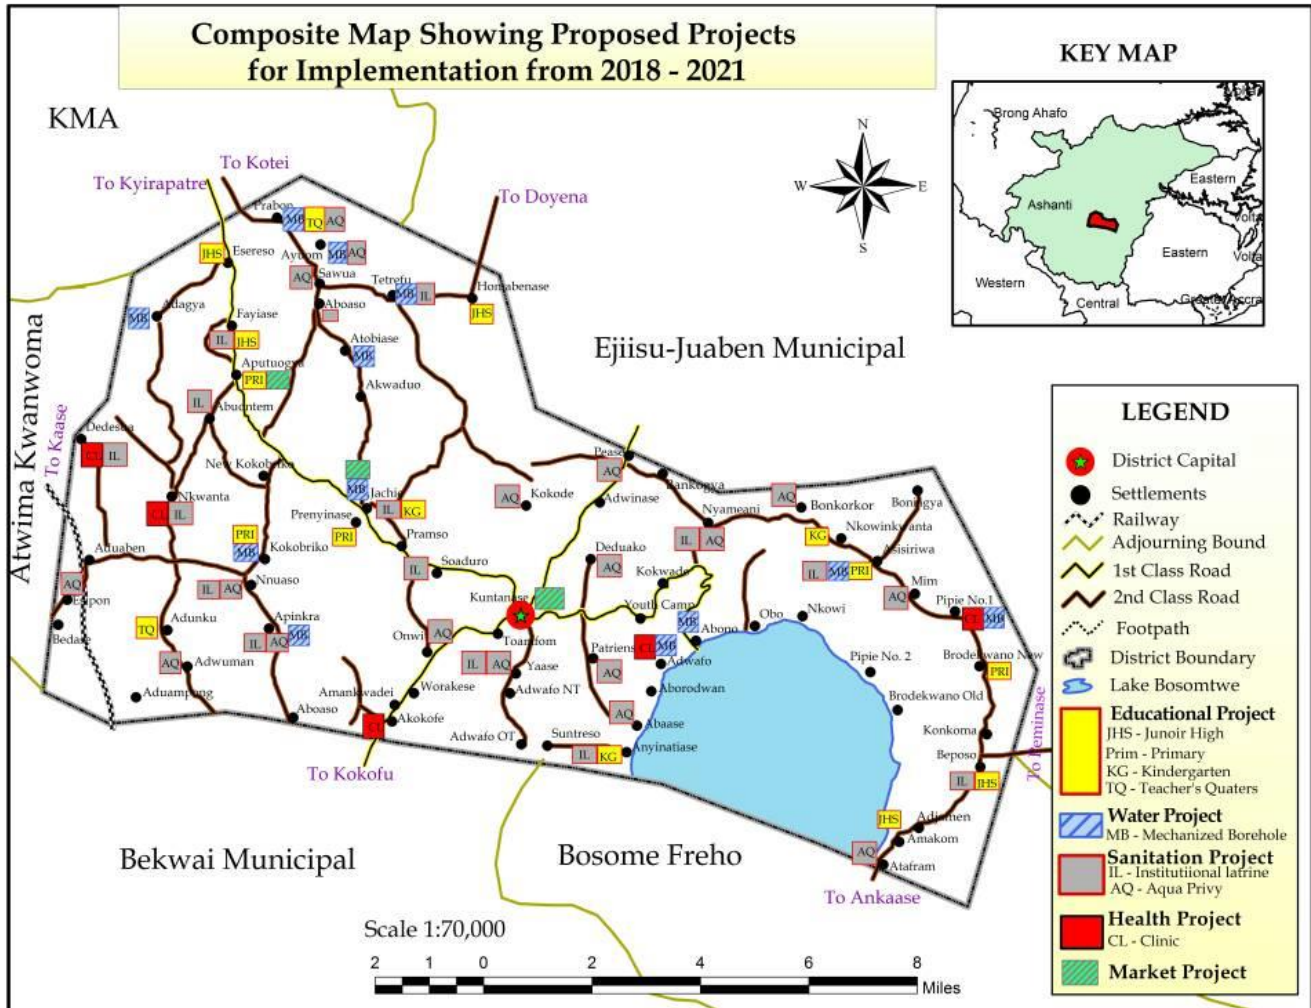 Composite Map Showing Proposed Projects
for Implementation from 2018 - 2021
KEY MAP
Brong Ahafo
Eastern
Ashanti
Volta
Eastern
Volta
Western
Central
Greater Accra
N
W
E
S
KMA
To Kotei
To Kyirapatre
To Doyena
Prabon
MB
TQ
AQ
JHS
Esereso
Ayuom
MB
AQ
AQ
Sawua
Tetrefu
MB
IL
Homabenase
JHS
Adagya
MB
Aboaso
Fayiase
IL
JHS
Atobiase
MB
Ejiisu-Juaben Municipal
Aputuogya
PRI
Akwaduo
IL
Abuontem
Atwima Kwanwoma
To Kaase
Dedesua
CL
IL
New Kokobriko
Pease
AQ
Bankogya
Nkwanta
CL
IL
MB
Jachie
IL
KG
Prenyinase
PRI
AQ
Kokode
Adwinase
Nyameani
IL
AQ
AQ
Bonkorkor
Boningya
Nkowinkwanta
KG
Asisiriwa
IL
MB
PRI
PRI
MB
Kokobriko
Pramso
IL
Soaduro
Deduako
AQ
Kokwado
Mim
AQ
Pipie No.1
CL
MB
Aduaben
AQ
Esipon
Bedase
Nnuaso
IL
AQ
Kuntanase
Youth Camp
MB
Abono
Obo
Nkowi
TQ
Adunku
Apinkra
IL
AQ
MB
Onwi
AQ
Toamfom
IL
AQ
Yaase
Patriens
AQ
CL
MB
Adwafo
Pipie No. 2
Brodekwano New
PRI
AQ
Adwuman
Aduampong
Amankwadei
Worakese
Adwafo NT
Aborodwan
Brodekwano Old
Aboaso
CL
Akokofe
Adwafo OT
Suntreso
IL
KG
AQ
Abaase
Anyinatiase
Konkoma
Beposo
IL
JHS
To Kokofu
JHS
Adjamen
Amakom
AQ
Atafram
To Ankaase
Bekwai Municipal
Bosome Freho
Scale 1:70,000
2 1 0 2 4 6 8
Miles
LEGEND
District Capital
Settlements
Railway
Adjourning Bound
1st Class Road
2nd Class Road
Footpath
District Boundary
Lake Bosomtwe
Educational Project
JHS - Junoir High
Prim - Primary
KG - Kindergarten
TQ - Teacher's Quaters
Water Project
MB - Mechanized Borehole
Sanitation Project
IL - Institutiional latrine
AQ - Aqua Privy
Health Project
CL - Clinic
Market Project